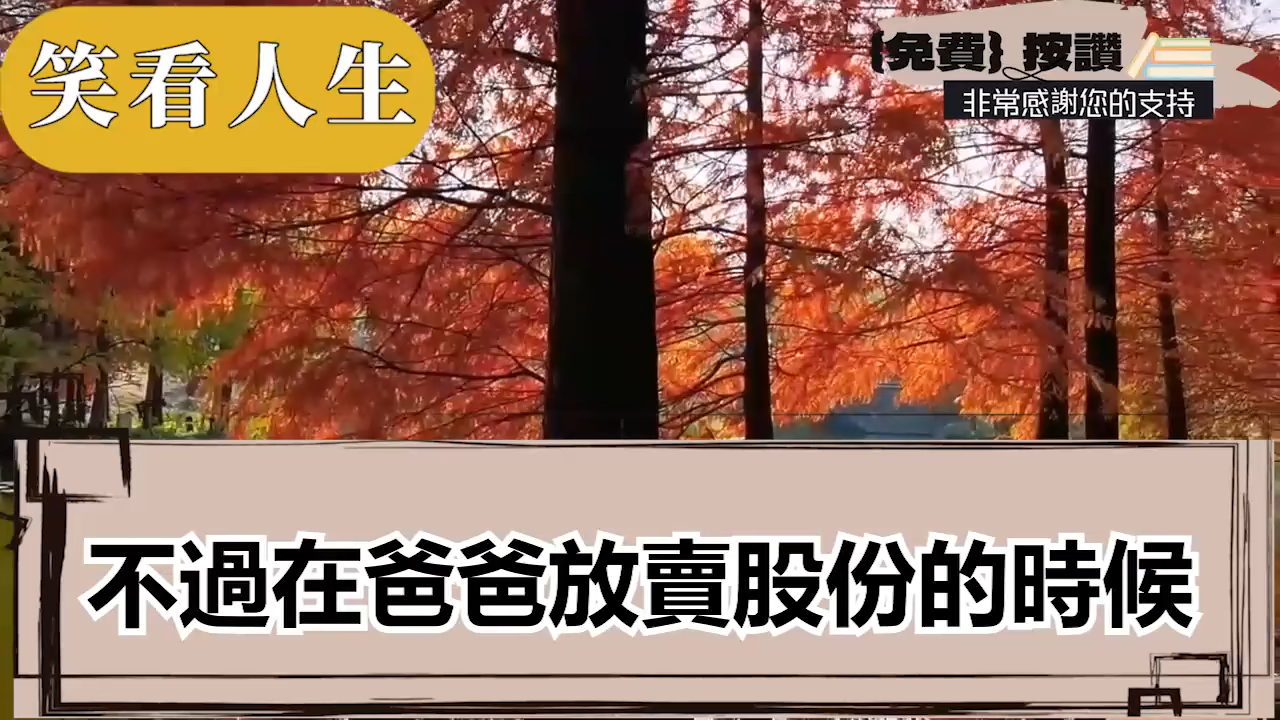 笑看人生
{免費} 按讚
非常感謝您的支持
不過在爸爸放賣股份的時候